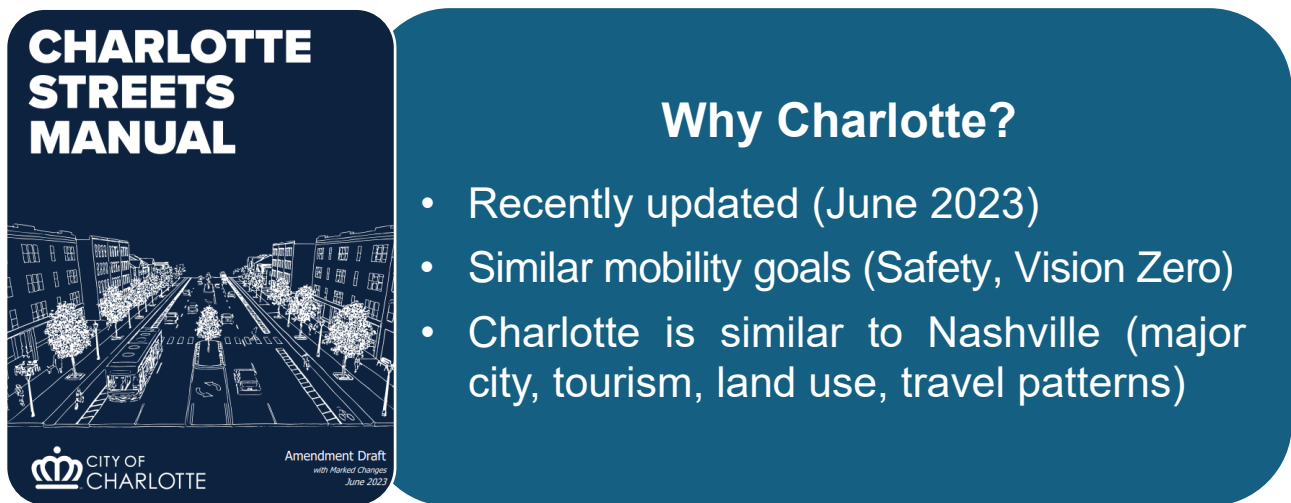 CHARLOTTE
STREETS
MANUAL
CITY OF
CHARLOTTE
Amendment Draft
with Marked Changes
June 2023
Why Charlotte?
• Recently updated (June 2023)
• Similar mobility goals (Safety, Vision Zero)
• Charlotte is similar to Nashville (major
city, tourism, land use, travel patterns)